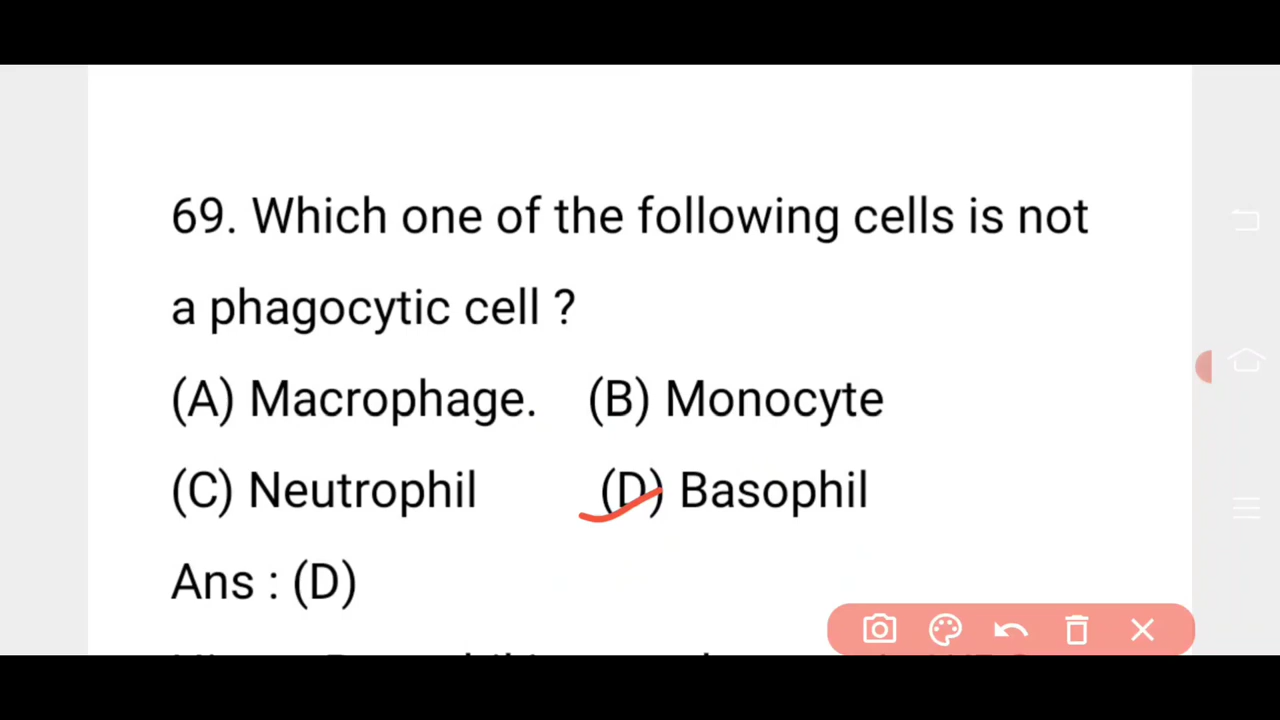 69. Which one of the following cells is not
a phagocytic cell ?
(A) Macrophage. (B) Monocyte
(C) Neutrophil (D) Basophil
Ans : (D)